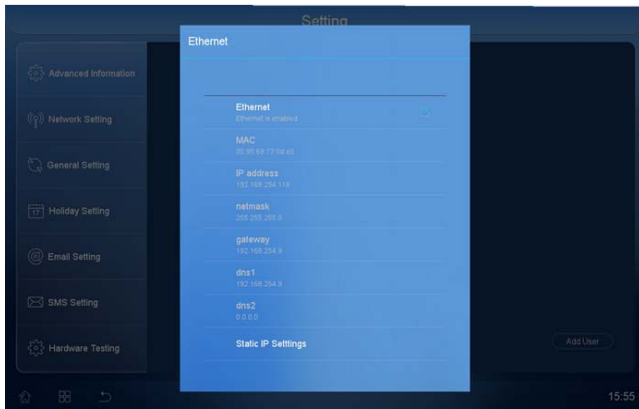 Setting
Ethernet
Advanced Information
Network Setting
General Setting
Holiday Setting
Email Setting
SMS Setting
Hardware Testing
Ethernet
Ethernet is enabled
MAC
IP address
192.168.254.118
netmask
255.255.255.0
gateway
192.168.254.9
dns1
192.168.254.9
dns2
0.0.0.0
Static IP Setttings
Add User
15:55